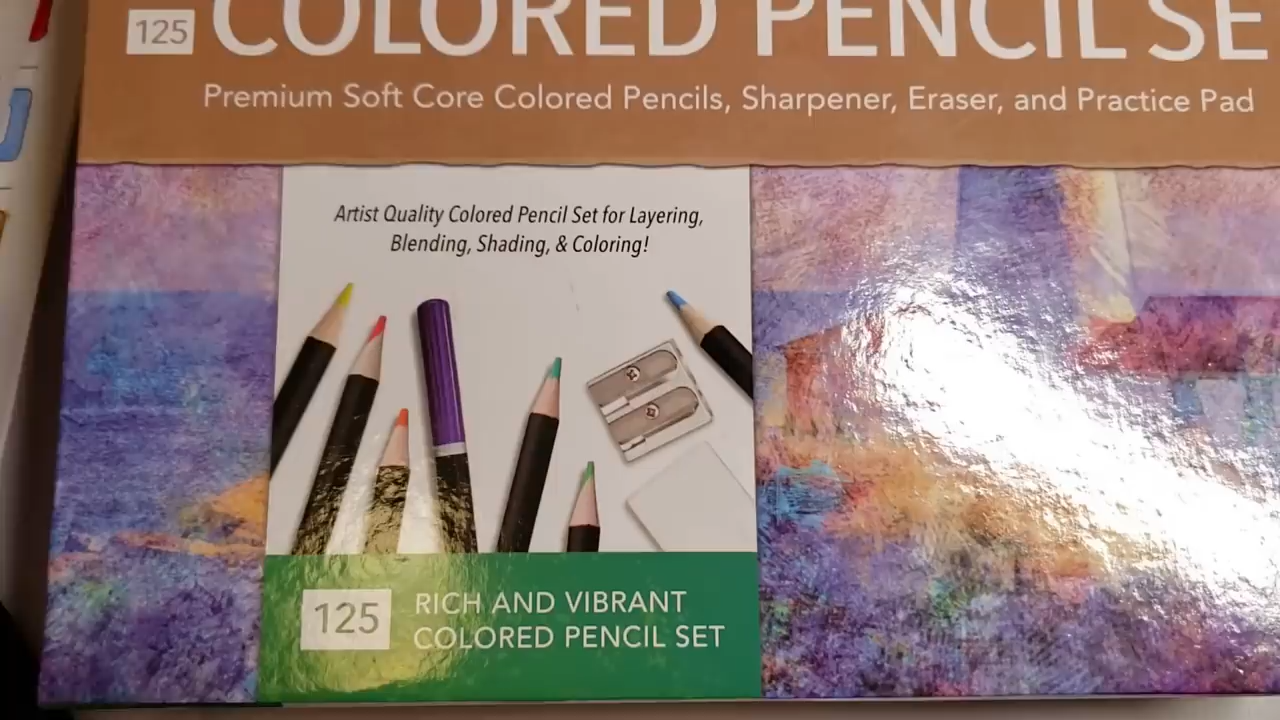 125 COLORED PENCIL SE
Premium Soft Core Colored Pencils, Sharpener, Eraser, and Practice Pad
Artist Quality Colored Pencil Set for Layering,
Blending, Shading, & Coloring!
125 RICH AND VIBRANT
COLORED PENCIL SET